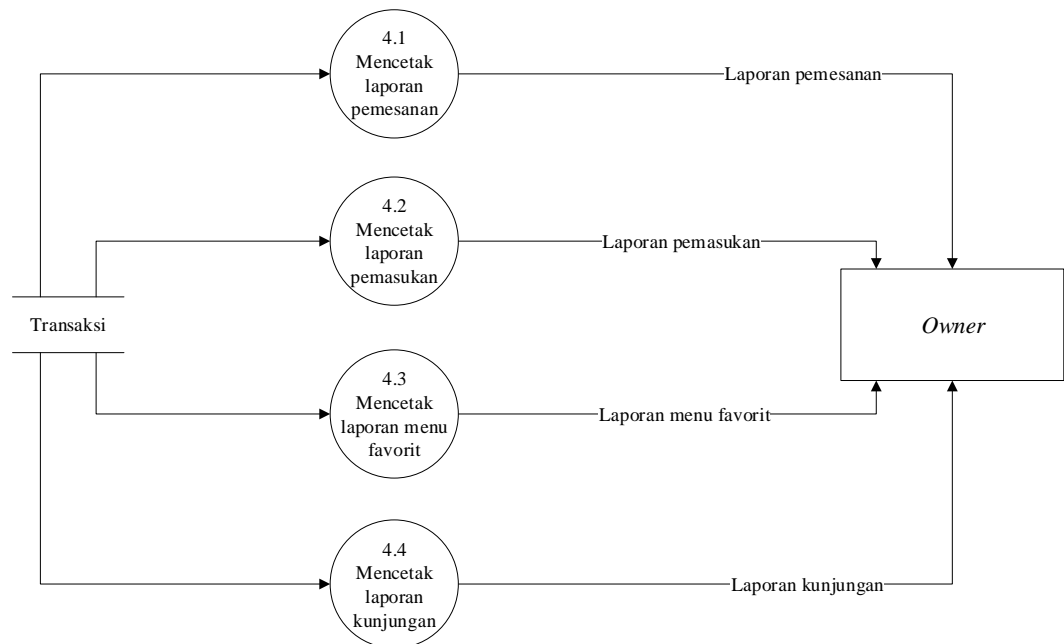 4.1
Mencetak
laporan
pemesanan
Laporan pemesanan
4.2
Mencetak
laporan
pemasukan
Laporan pemasukan
Transaksi
Owner
4.3
Mencetak
laporan menu
favorit
Laporan menu favorit
4.4
Mencetak
laporan
kunjungan
Laporan kunjungan